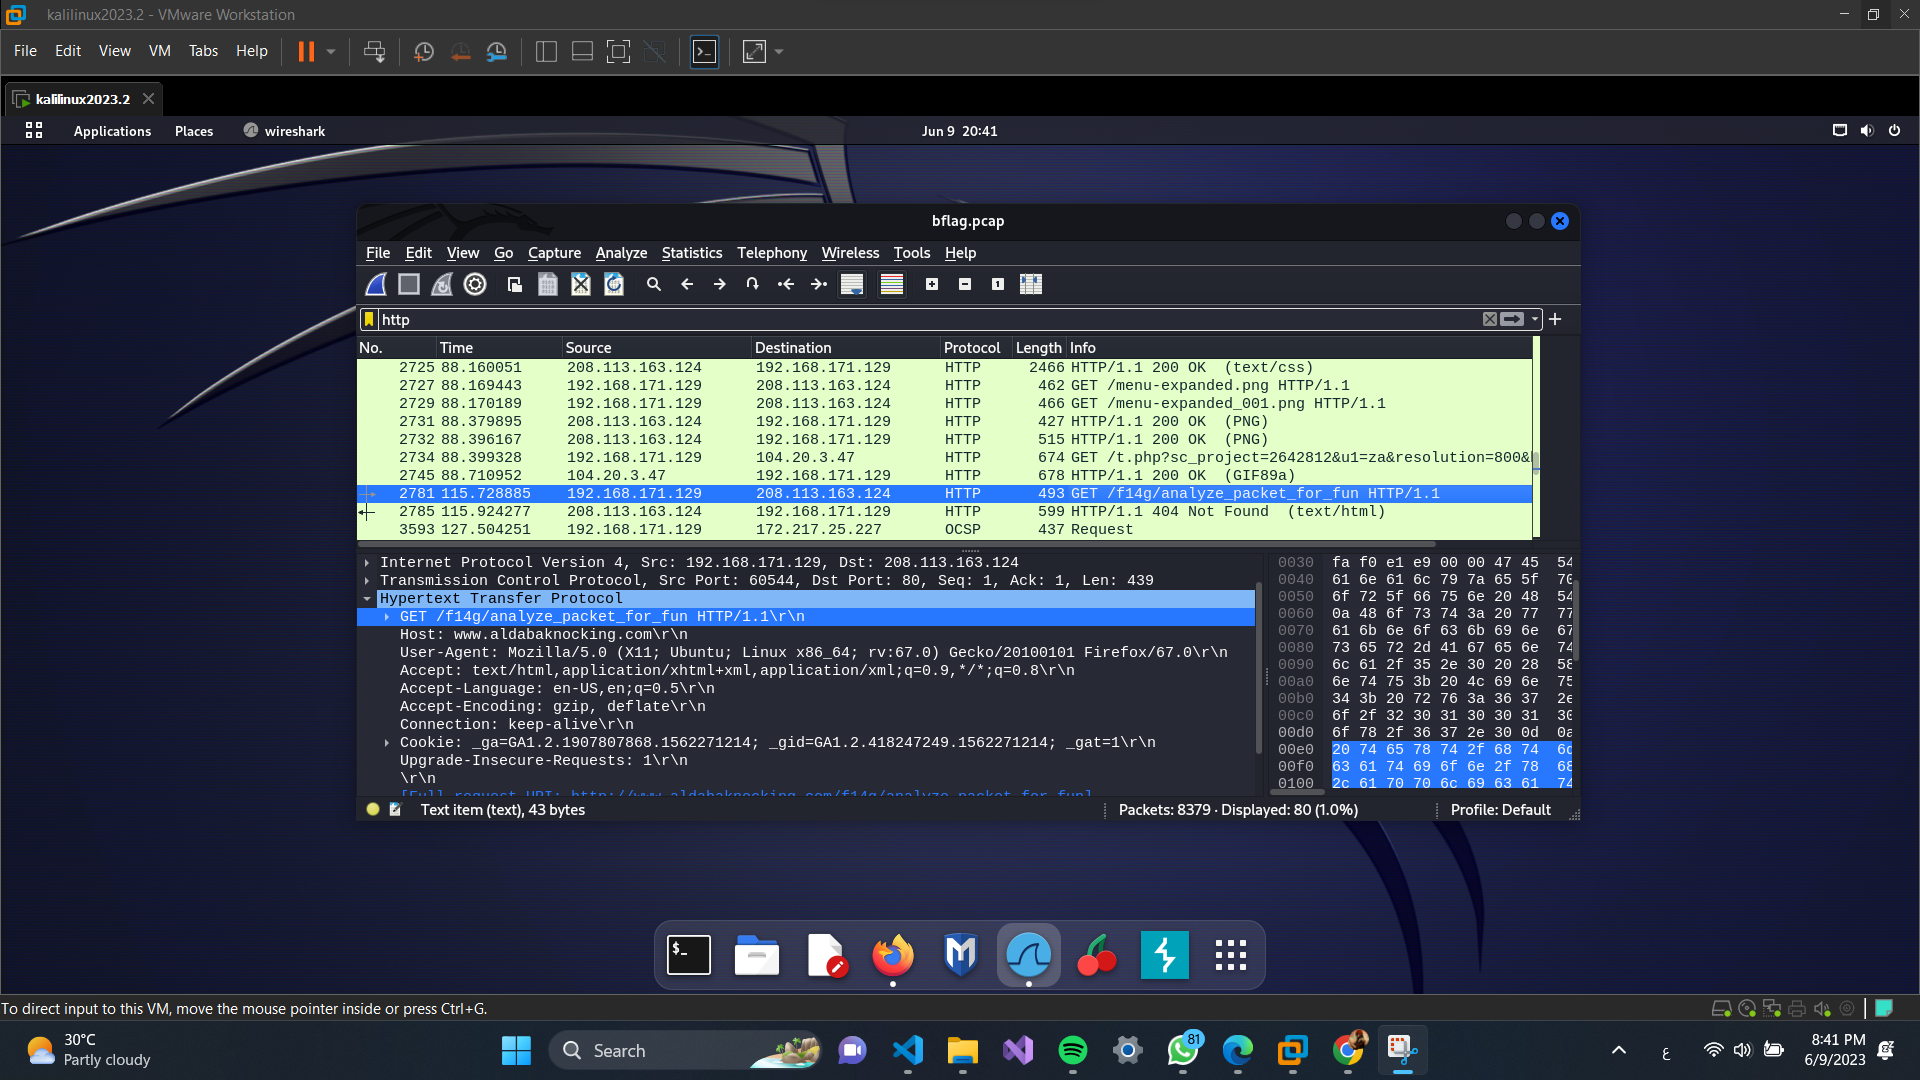 kalilinux2023.2 - VMware Workstation
File Edit View VM Tabs Help
kalilinux2023.2
Applications Places wireshark Jun 9 20:41
bflag.pcap
File Edit View Go Capture Analyze Statistics Telephony Wireless Tools Help
http
No. Time Source Destination Protocol Length Info
2725 88.160051 208.113.163.124 192.168.171.129 HTTP 2466 HTTP/1.1 200 OK (text/css)
2727 88.169443 192.168.171.129 208.113.163.124 HTTP 462 GET /menu-expanded.png HTTP/1.1
2729 88.170189 192.168.171.129 208.113.163.124 HTTP 466 GET /menu-expanded_001.png HTTP/1.1
2731 88.379895 208.113.163.124 192.168.171.129 HTTP 427 HTTP/1.1 200 OK (PNG)
2732 88.396167 208.113.163.124 192.168.171.129 HTTP 515 HTTP/1.1 200 OK (PNG)
2734 88.399328 192.168.171.129 104.20.3.47 HTTP 674 GET /t.php?sc_project=2642812&u1=za&resolution=800&
2745 88.710952 104.20.3.47 192.168.171.129 HTTP 678 HTTP/1.1 200 OK (GIF89a)
2781 115.728885 192.168.171.129 208.113.163.124 HTTP 493 GET /f14g/analyze_packet_for_fun HTTP/1.1
2785 115.924277 208.113.163.124 192.168.171.129 HTTP 599 HTTP/1.1 404 Not Found (text/html)
3593 127.504251 192.168.171.129 172.217.25.227 OCSP 437 Request
Internet Protocol Version 4, Src: 192.168.171.129, Dst: 208.113.163.124
Transmission Control Protocol, Src Port: 60544, Dst Port: 80, Seq: 1, Ack: 1, Len: 439
Hypertext Transfer Protocol
GET /f14g/analyze_packet_for_fun HTTP/1.1\r\n
Host: www.aldabaknocking.com\r\n
User-Agent: Mozilla/5.0 (X11; Ubuntu; Linux x86_64; rv:67.0) Gecko/20100101 Firefox/67.0\r\n
Accept: text/html,application/xhtml+xml,application/xml;q=0.9,*/*;q=0.8\r\n
Accept-Language: en-US,en;q=0.5\r\n
Accept-Encoding: gzip, deflate\r\n
Connection: keep-alive\r\n
Cookie: _ga=GA1.2.1907807868.1562271214; _gid=GA1.2.418247249.1562271214; _gat=1\r\n
Upgrade-Insecure-Requests: 1\r\n
\r\n
[Full request URI: http://www.aldabaknocking.com/f14g/analyze_packet_for_fun]
0030 fa f0 e1 e9 00 00 47 45 54
0040 61 6e 61 6c 79 7a 65 5f 70
0050 6f 72 5f 66 75 6e 20 48 54
0060 0a 48 6f 73 74 3a 20 77 77
0070 61 6b 6e 6f 63 6b 69 6e 67
0080 73 65 72 2d 41 67 65 6e 74
0090 6c 61 2f 35 2e 30 20 28 58
00a0 6e 74 75 3b 20 4c 69 6e 75
00b0 34 3b 20 72 76 3a 36 37 2e
00c0 6f 2f 32 30 31 30 30 31 30
00d0 6f 78 2f 36 37 2e 30 0d 0a
00e0 20 74 65 78 74 2f 68 74 6d
00f0 63 61 74 69 6f 6e 2f 78 68
0100 2c 61 70 70 6c 69 63 61 74
Text item (text), 43 bytes Packets: 8379 · Displayed: 80 (1.0%) Profile: Default
$_
To direct input to this VM, move the mouse pointer inside or press Ctrl+G.
30°C
Partly cloudy
Search
81
ع
8:41 PM
6/9/2023